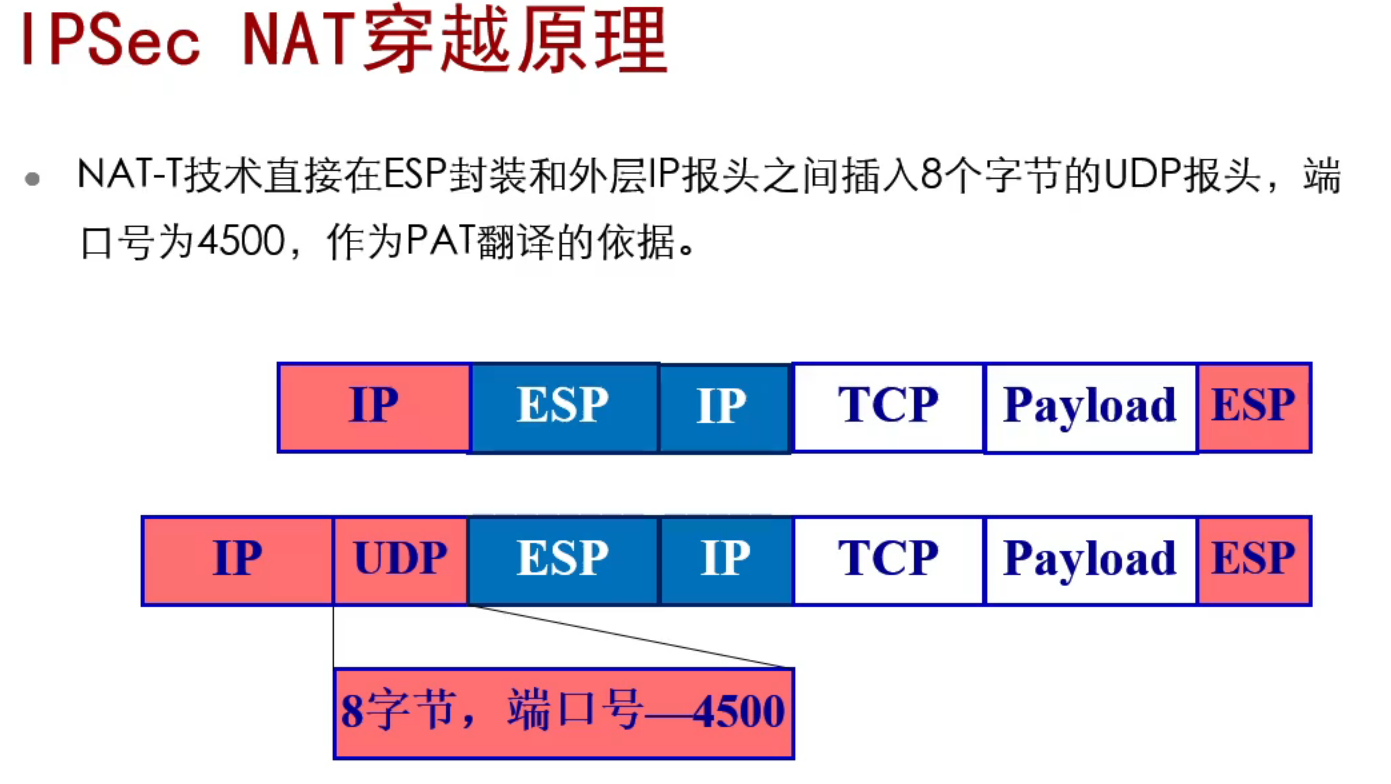 IPSec NAT穿越原理
NAT-T技术直接在ESP封装和外层IP报头之间插入8个字节的UDP报头，端
口号为4500，作为PAT翻译的依据。
IP ESP IP TCP Payload ESP
IP UDP ESP IP TCP Payload ESP
8字节，端口号—4500